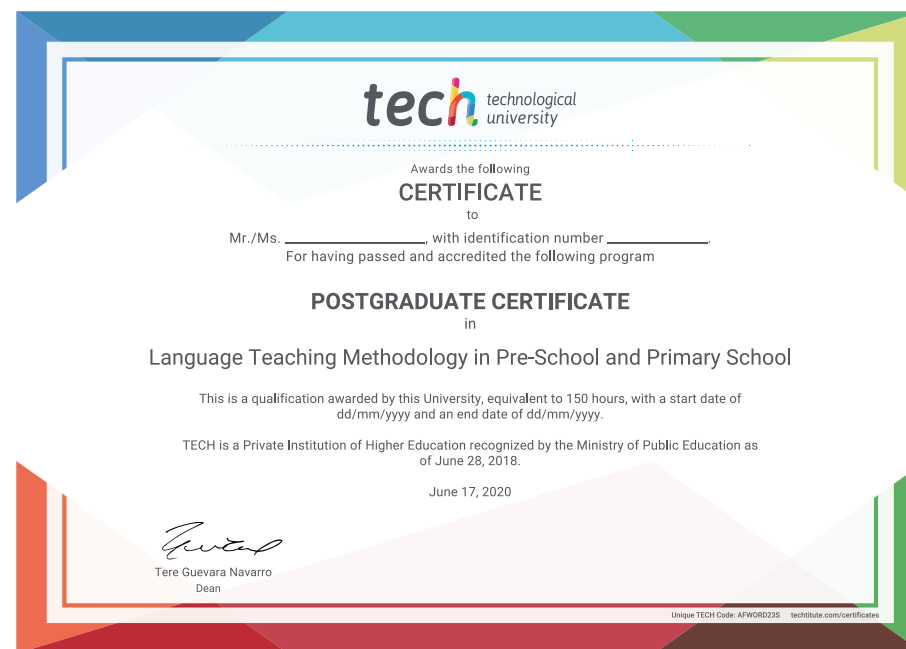 tech technological
university
Awards the following
CERTIFICATE
to
Mr./Ms. ____________________, with identification number ______________.
For having passed and accredited the following program
POSTGRADUATE CERTIFICATE
in
Language Teaching Methodology in Pre-School and Primary School
This is a qualification awarded by this University, equivalent to 150 hours, with a start date of
dd/mm/yyyy and an end date of dd/mm/yyyy.
TECH is a Private Institution of Higher Education recognized by the Ministry of Public Education as
of June 28, 2018.
June 17, 2020
Tere Guevara Navarro
Dean
Unique TECH Code: AFWORD23S techtitute.com/certificates